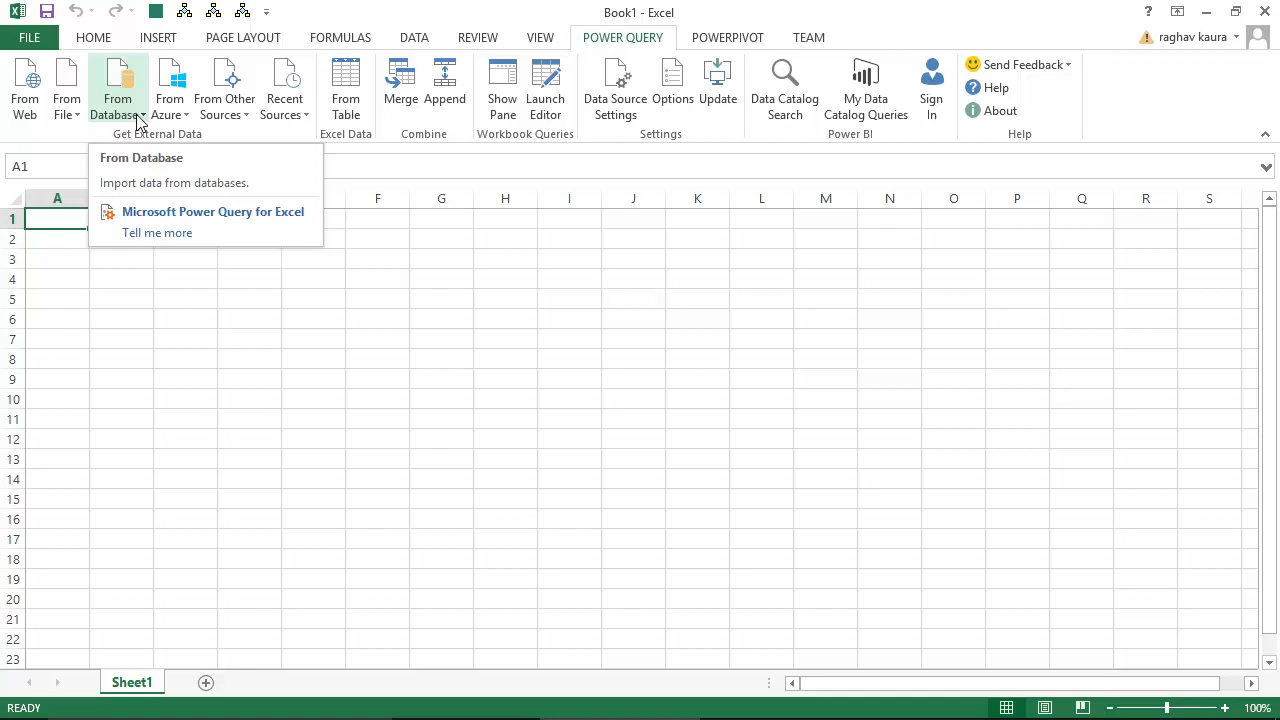 Book1 - Excel
?
FILE HOME INSERT PAGE LAYOUT FORMULAS DATA REVIEW VIEW POWER QUERY POWERPIVOT TEAM raghav kaura
From Web
From File
From Database
From Azure
From Other Sources
Recent Sources
Get External Data
From Table
Excel Data
Merge
Append
Combine
Show Pane
Launch Editor
Workbook Queries
Data Source Settings
Options
Update
Settings
Data Catalog Search
My Data Catalog Queries
Sign In
Power BI
Send Feedback
Help
About
Help
A1
From Database
Import data from databases.
Microsoft Power Query for Excel
Tell me more
A F G H I J K L M N O P Q R S
1
2
3
4
5
6
7
8
9
10
11
12
13
14
15
16
17
18
19
20
21
22
23
Sheet1
READY 100%